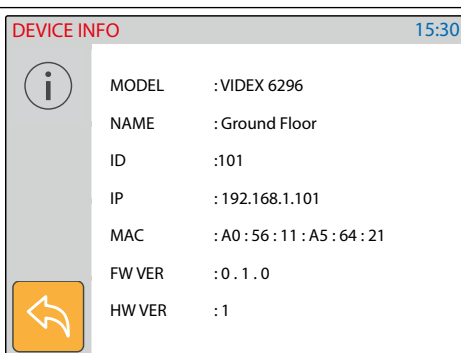 DEVICE INFO 15:30
i
MODEL : VIDEX 6296
NAME : Ground Floor
ID :101
IP : 192.168.1.101
MAC : A0 : 56 : 11 : A5 : 64 : 21
FW VER : 0 . 1 . 0
HW VER : 1